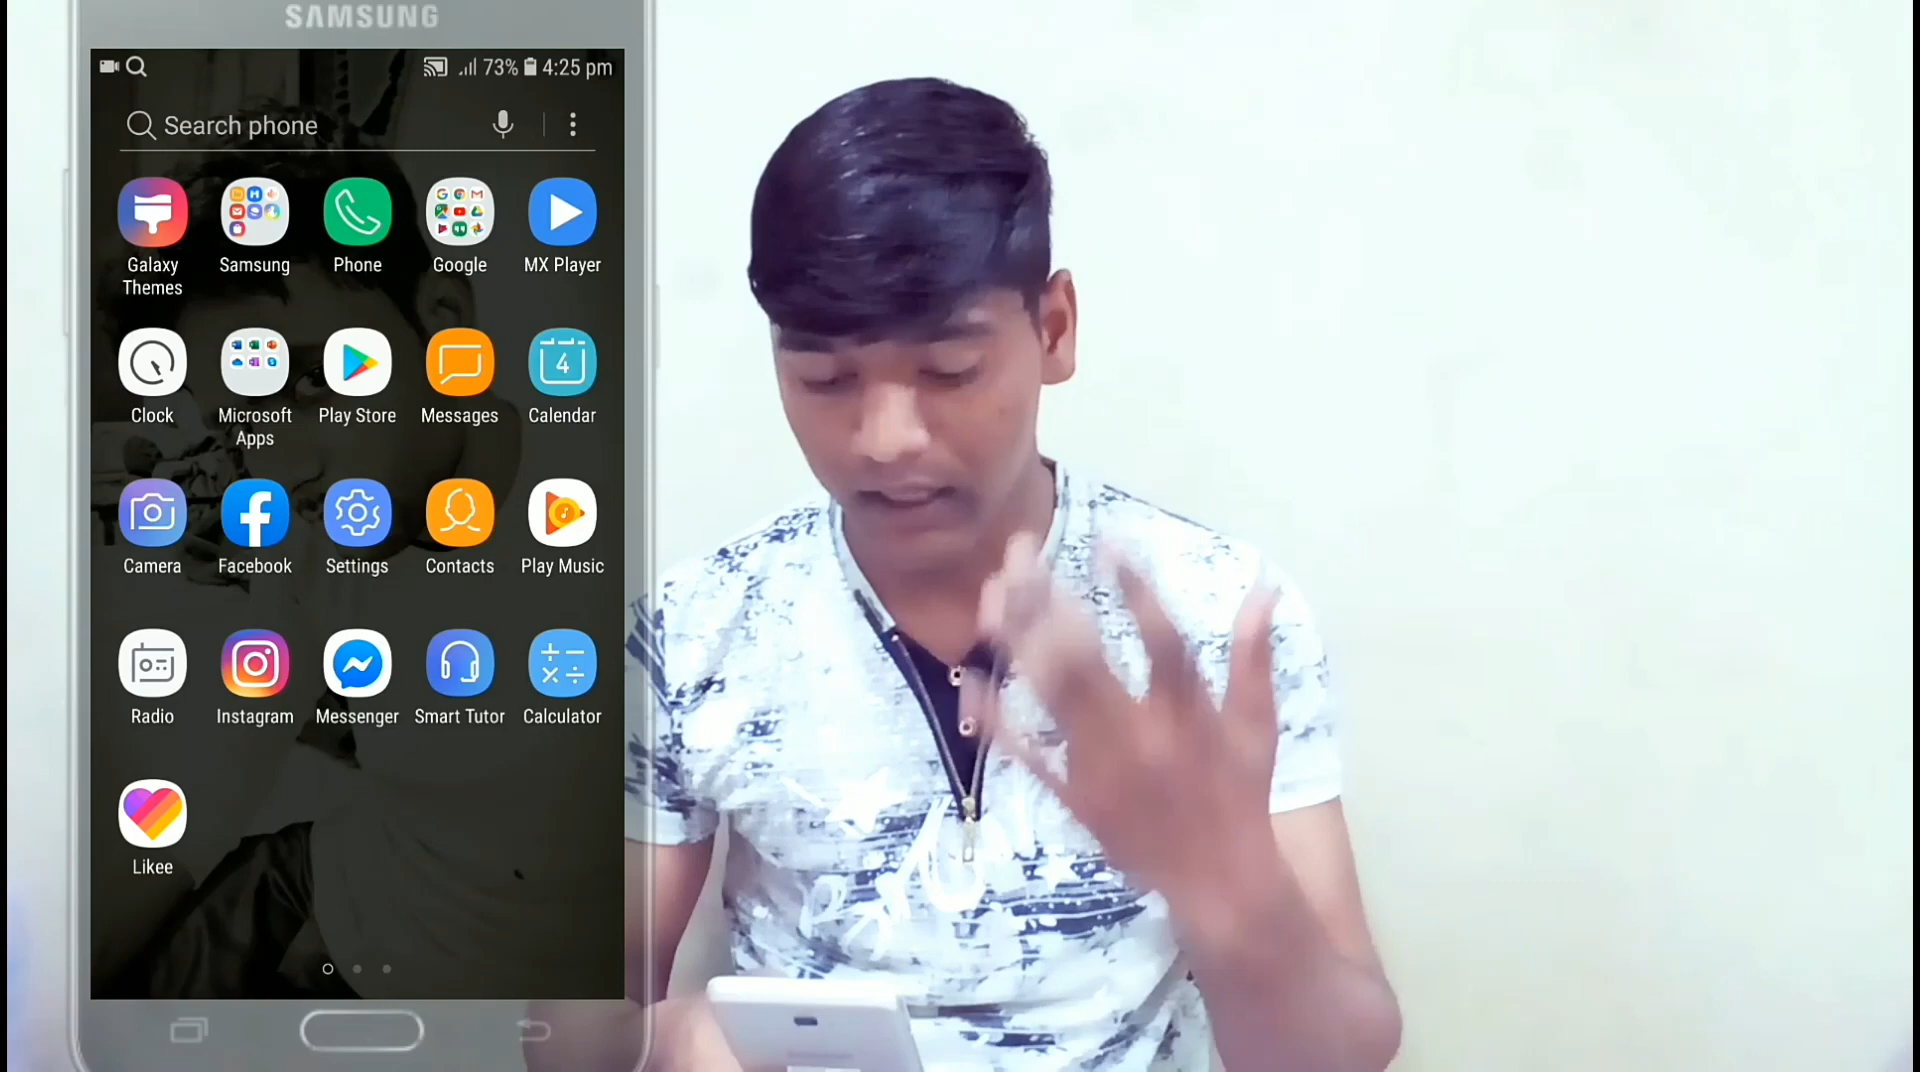 SAMSUNG
73% 4:25 pm
Search phone
Galaxy Themes
Samsung
Phone
Google
MX Player
Clock
Microsoft Apps
Play Store
Messages
4
Calendar
Camera
Facebook
Settings
Contacts
Play Music
Radio
Instagram
Messenger
Smart Tutor
Calculator
Likee